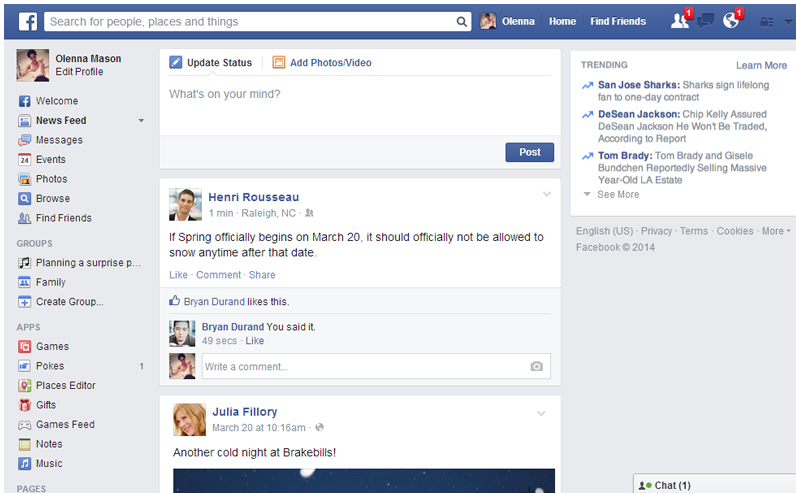 Search for people, places and things
Olenna
Home
Find Friends
1
1
Olenna Mason
Edit Profile
Welcome
News Feed
Messages
24 Events
Photos
Browse
Find Friends
GROUPS
Planning a surprise p...
Family
Create Group...
APPS
Games
Pokes 1
Places Editor
Gifts
Games Feed
Notes
Music
PAGES
Update Status
Add Photos/Video
What's on your mind?
Post
Henri Rousseau
1 min · Raleigh, NC ·
If Spring officially begins on March 20, it should officially not be allowed to
snow anytime after that date.
Like · Comment · Share
Bryan Durand likes this.
Bryan Durand You said it.
49 secs · Like
Write a comment...
Julia Fillory
March 20 at 10:16am ·
Another cold night at Brakebills!
TRENDING
Learn More
San Jose Sharks: Sharks sign lifelong
fan to one-day contract
DeSean Jackson: Chip Kelly Assured
DeSean Jackson He Won't Be Traded,
According to Report
Tom Brady: Tom Brady and Gisele
Bundchen Reportedly Selling Massive
Year-Old LA Estate
See More
English (US) · Privacy · Terms · Cookies · More
Facebook © 2014
Chat (1)